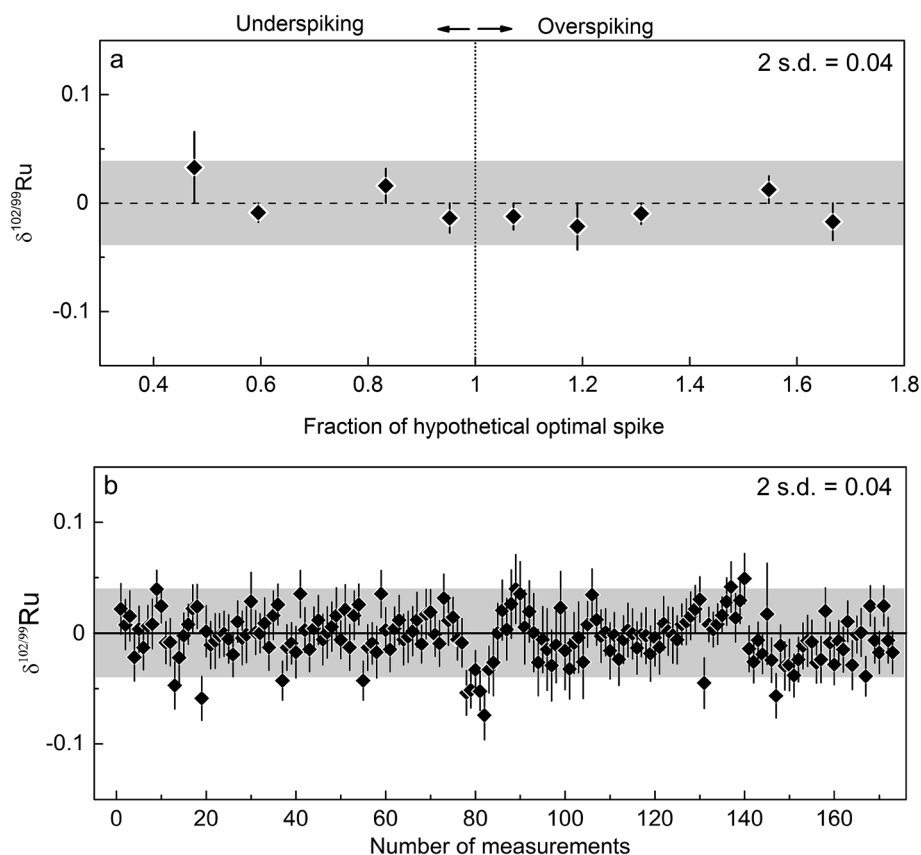 Underspiking Overspiking
a 2 s.d. = 0.04
0.1
0
-0.1
δ102/99Ru
0.4 0.6 0.8 1 1.2 1.4 1.6 1.8
Fraction of hypothetical optimal spike
b 2 s.d. = 0.04
0.1
0
-0.1
δ102/99Ru
0 20 40 60 80 100 120 140 160
Number of measurements